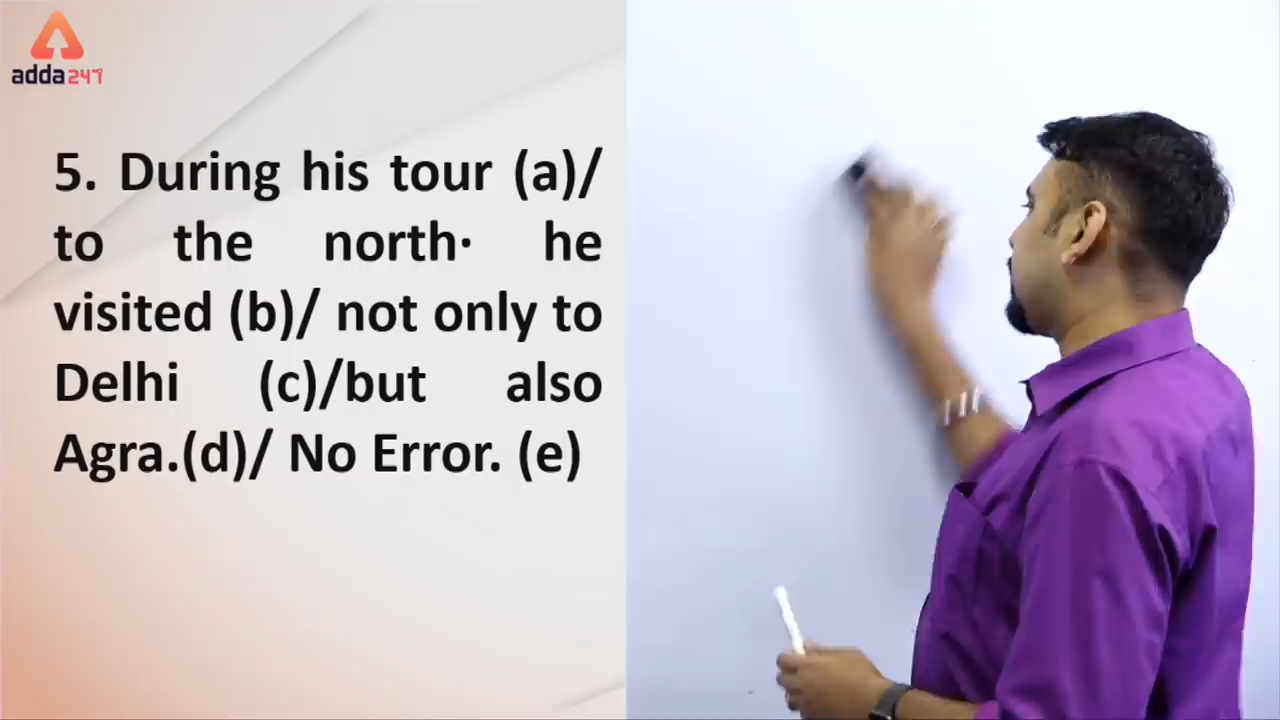 adda247
5. During his tour (a)/
to the north· he
visited (b)/ not only to
Delhi (c)/but also
Agra.(d)/ No Error. (e)